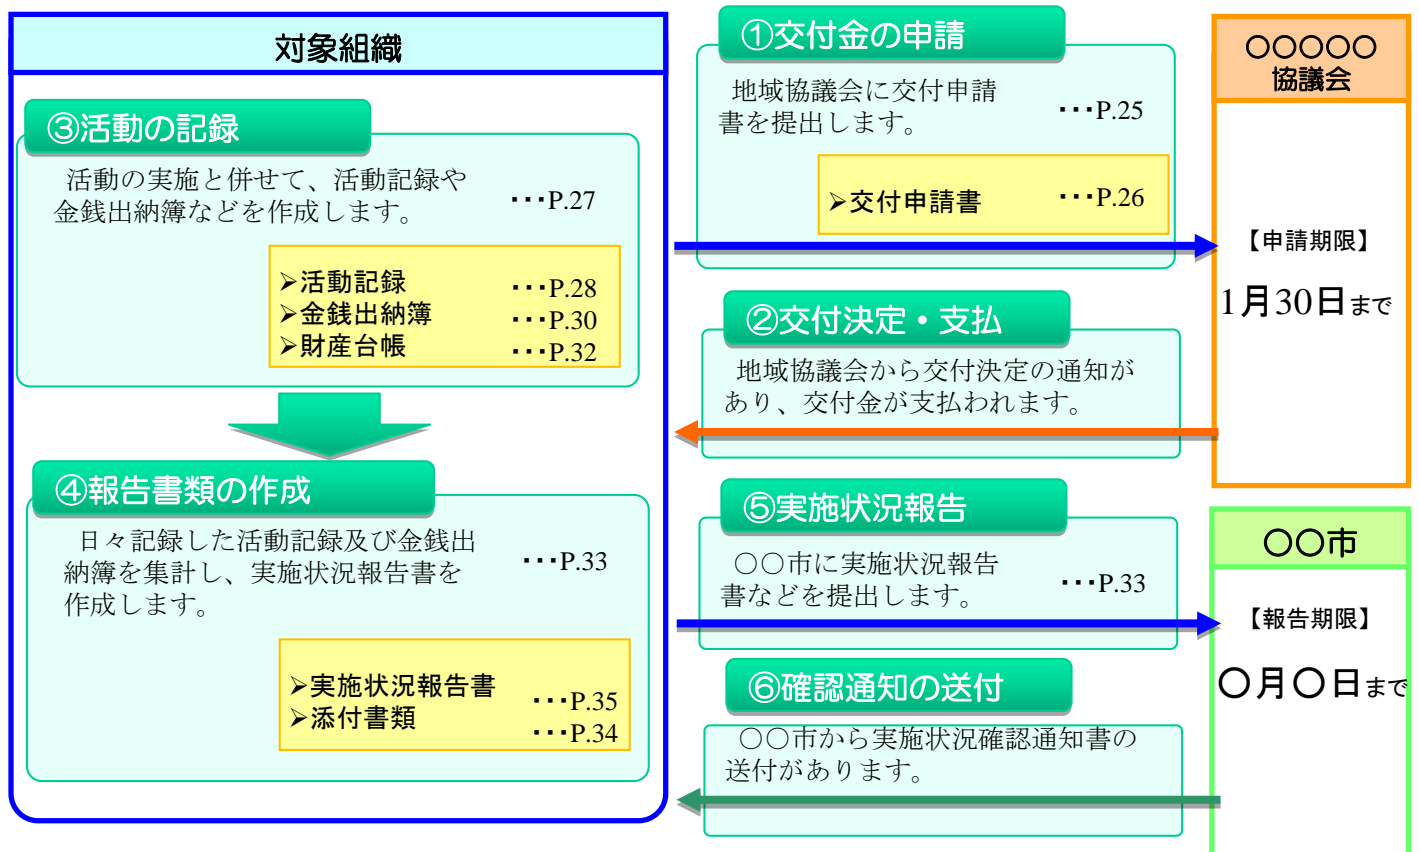 対象組織
③活動の記録
活動の実施と併せて、活動記録や
金銭出納簿などを作成します。
･･･P.27
➢活動記録 ･･･P.28
➢金銭出納簿 ･･･P.30
➢財産台帳 ･･･P.32
④報告書類の作成
日々記録した活動記録及び金銭出
納簿を集計し、実施状況報告書を
作成します。
･･･P.33
➢実施状況報告書 ･･･P.35
➢添付書類 ･･･P.34
①交付金の申請
地域協議会に交付申請
書を提出します。
･･･P.25
➢交付申請書 ･･･P.26
②交付決定・支払
地域協議会から交付決定の通知が
あり、交付金が支払われます。
⑤実施状況報告
○○市に実施状況報告
書などを提出します。
･･･P.33
⑥確認通知の送付
○○市から実施状況確認通知書の
送付があります。
○○○○○
協議会
【申請期限】
1月30日まで
○○市
【報告期限】
○月○日まで